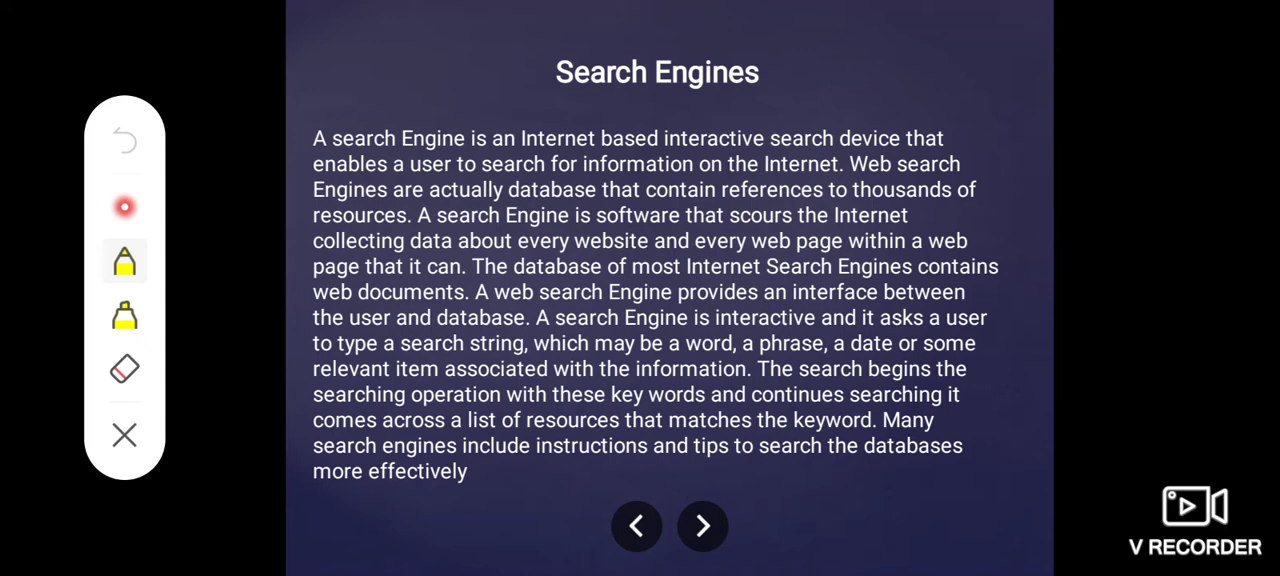 Search Engines
A search Engine is an Internet based interactive search device that
enables a user to search for information on the Internet. Web search
Engines are actually database that contain references to thousands of
resources. A search Engine is software that scours the Internet
collecting data about every website and every web page within a web
page that it can. The database of most Internet Search Engines contains
web documents. A web search Engine provides an interface between
the user and database. A search Engine is interactive and it asks a user
to type a search string, which may be a word, a phrase, a date or some
relevant item associated with the information. The search begins the
searching operation with these key words and continues searching it
comes across a list of resources that matches the keyword. Many
search engines include instructions and tips to search the databases
more effectively
V RECORDER